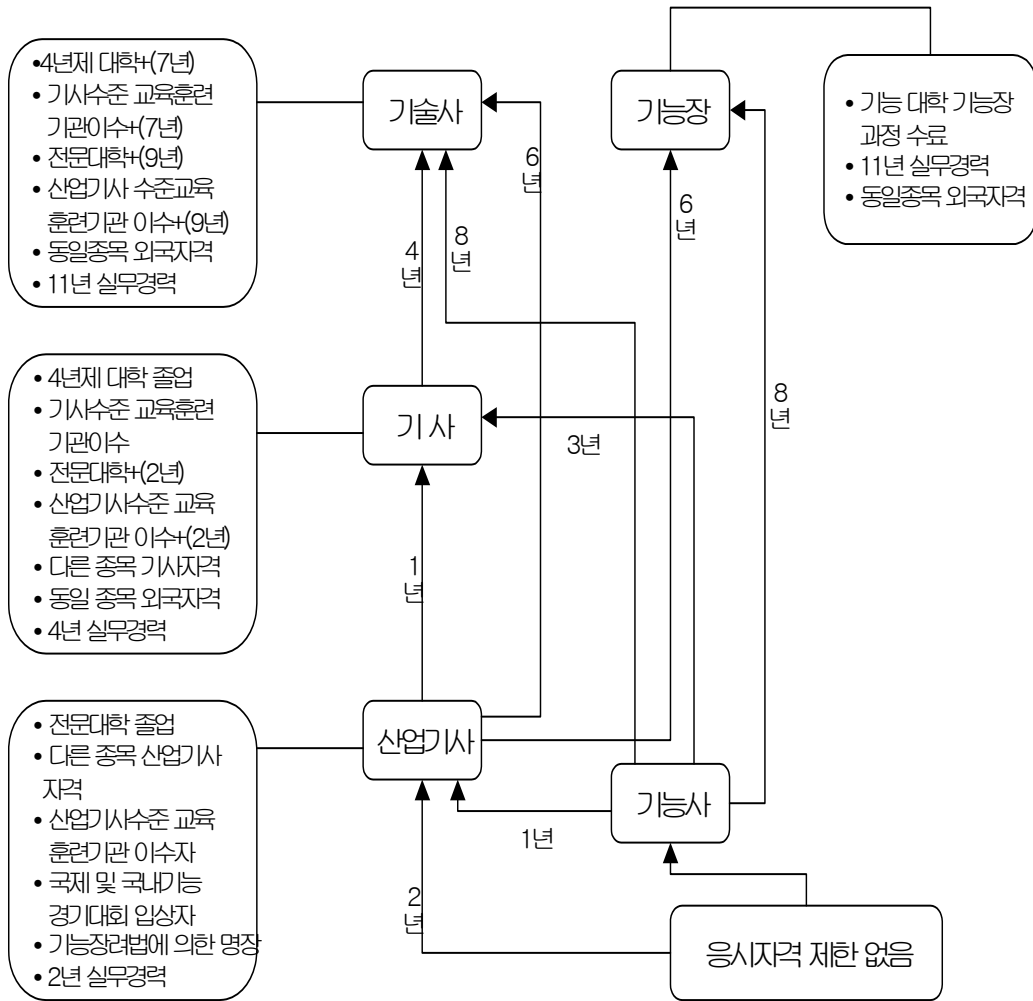 •4년제 대학+(7년)
• 기사수준 교육훈련
기관이수+(7년)
• 전문대학+(9년)
• 산업기사 수준교육
훈련기관 이수+(9년)
• 동일종목 외국자격
• 11년 실무경력
기술사
기능장
• 기능 대학 기능장
과정 수료
• 11년 실무경력
• 동일종목 외국자격
6
년
6
년
8
년
4
년
• 4년제 대학 졸업
• 기사수준 교육훈련
기관이수
• 전문대학+(2년)
• 산업기사수준 교육
훈련기관 이수+(2년)
• 다른 종목 기사자격
• 동일 종목 외국자격
• 4년 실무경력
기 사
3년
8
년
1
년
• 전문대학 졸업
• 다른 종목 산업기사
자격
• 산업기사수준 교육
훈련기관 이수자
• 국제 및 국내기능
경기대회 입상자
• 기능장려법에 의한 명장
• 2년 실무경력
산업기사
기능사
1년
2
년
응시자격 제한 없음